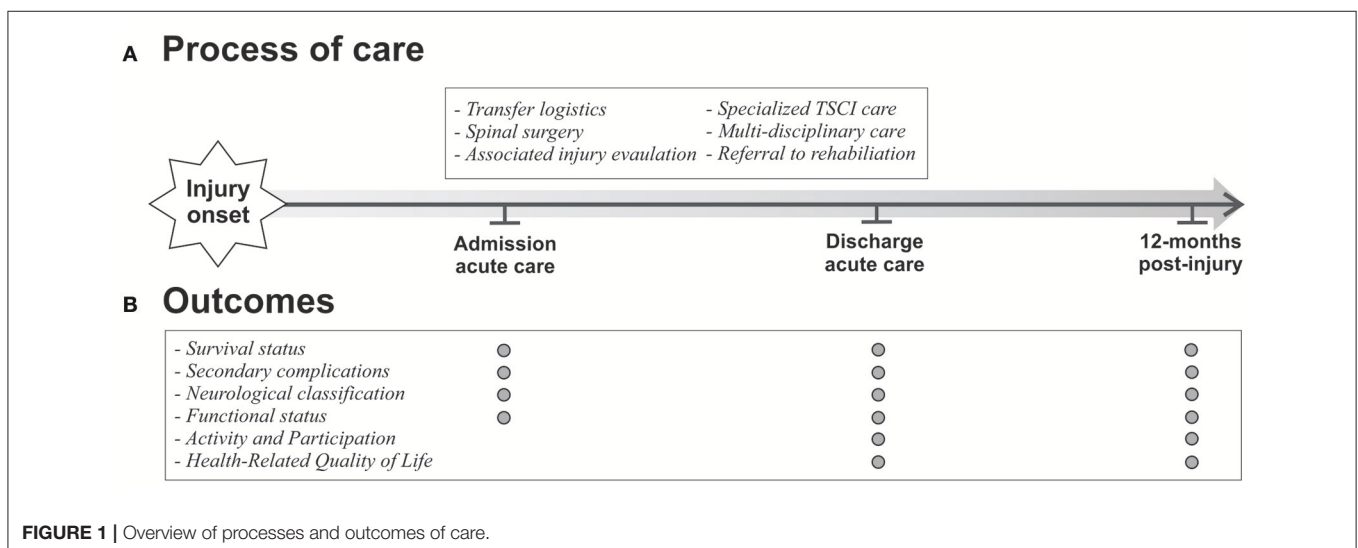 A Process of care
- Transfer logistics - Specialized TSCI care
- Spinal surgery - Multi-disciplinary care
- Associated injury evaulation - Referral to rehabiliation
Injury
onset
Admission
acute care
Discharge
acute care
12-months
post-injury
B Outcomes
- Survival status
- Secondary complications
- Neurological classification
- Functional status
- Activity and Participation
- Health-Related Quality of Life
FIGURE 1 | Overview of processes and outcomes of care.